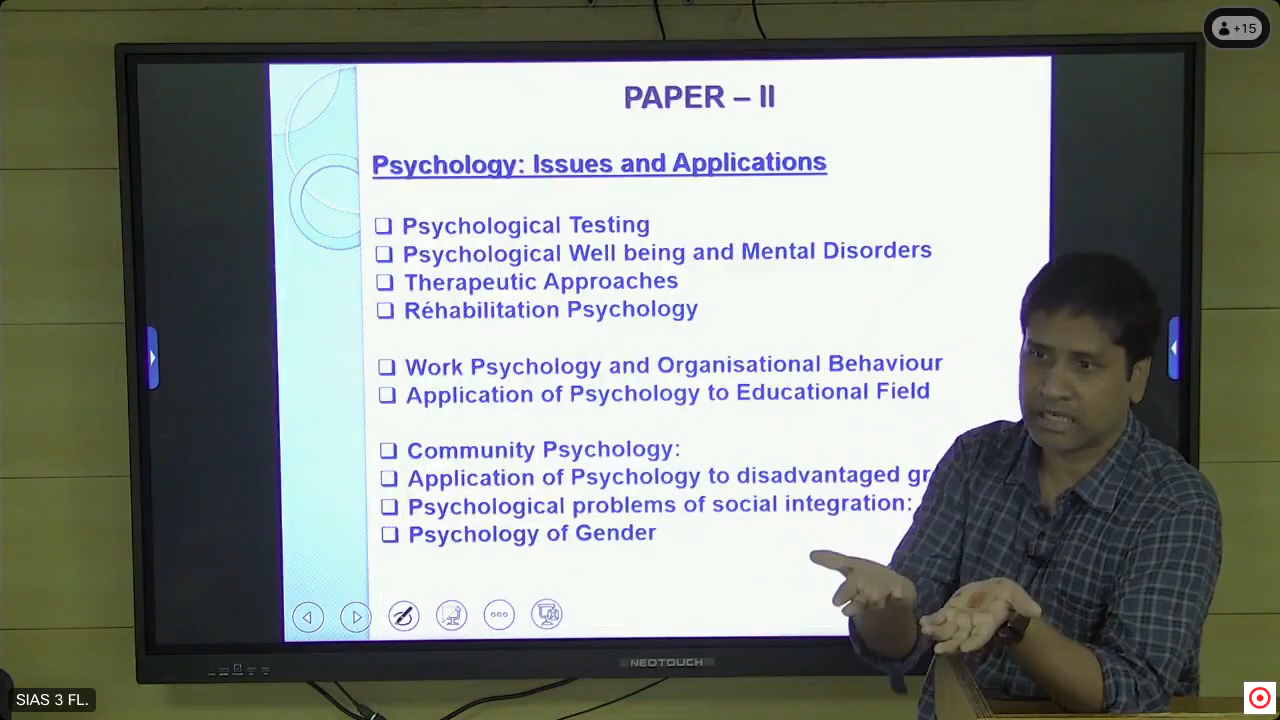 +15
PAPER – II
Psychology: Issues and Applications
❑ Psychological Testing
❑ Psychological Well being and Mental Disorders
❑ Therapeutic Approaches
❑ Réhabilitation Psychology
❑ Work Psychology and Organisational Behaviour
❑ Application of Psychology to Educational Field
❑ Community Psychology:
❑ Application of Psychology to disadvantaged gr
❑ Psychological problems of social integration:
❑ Psychology of Gender
NEOTOUCH
SIAS 3 FL.